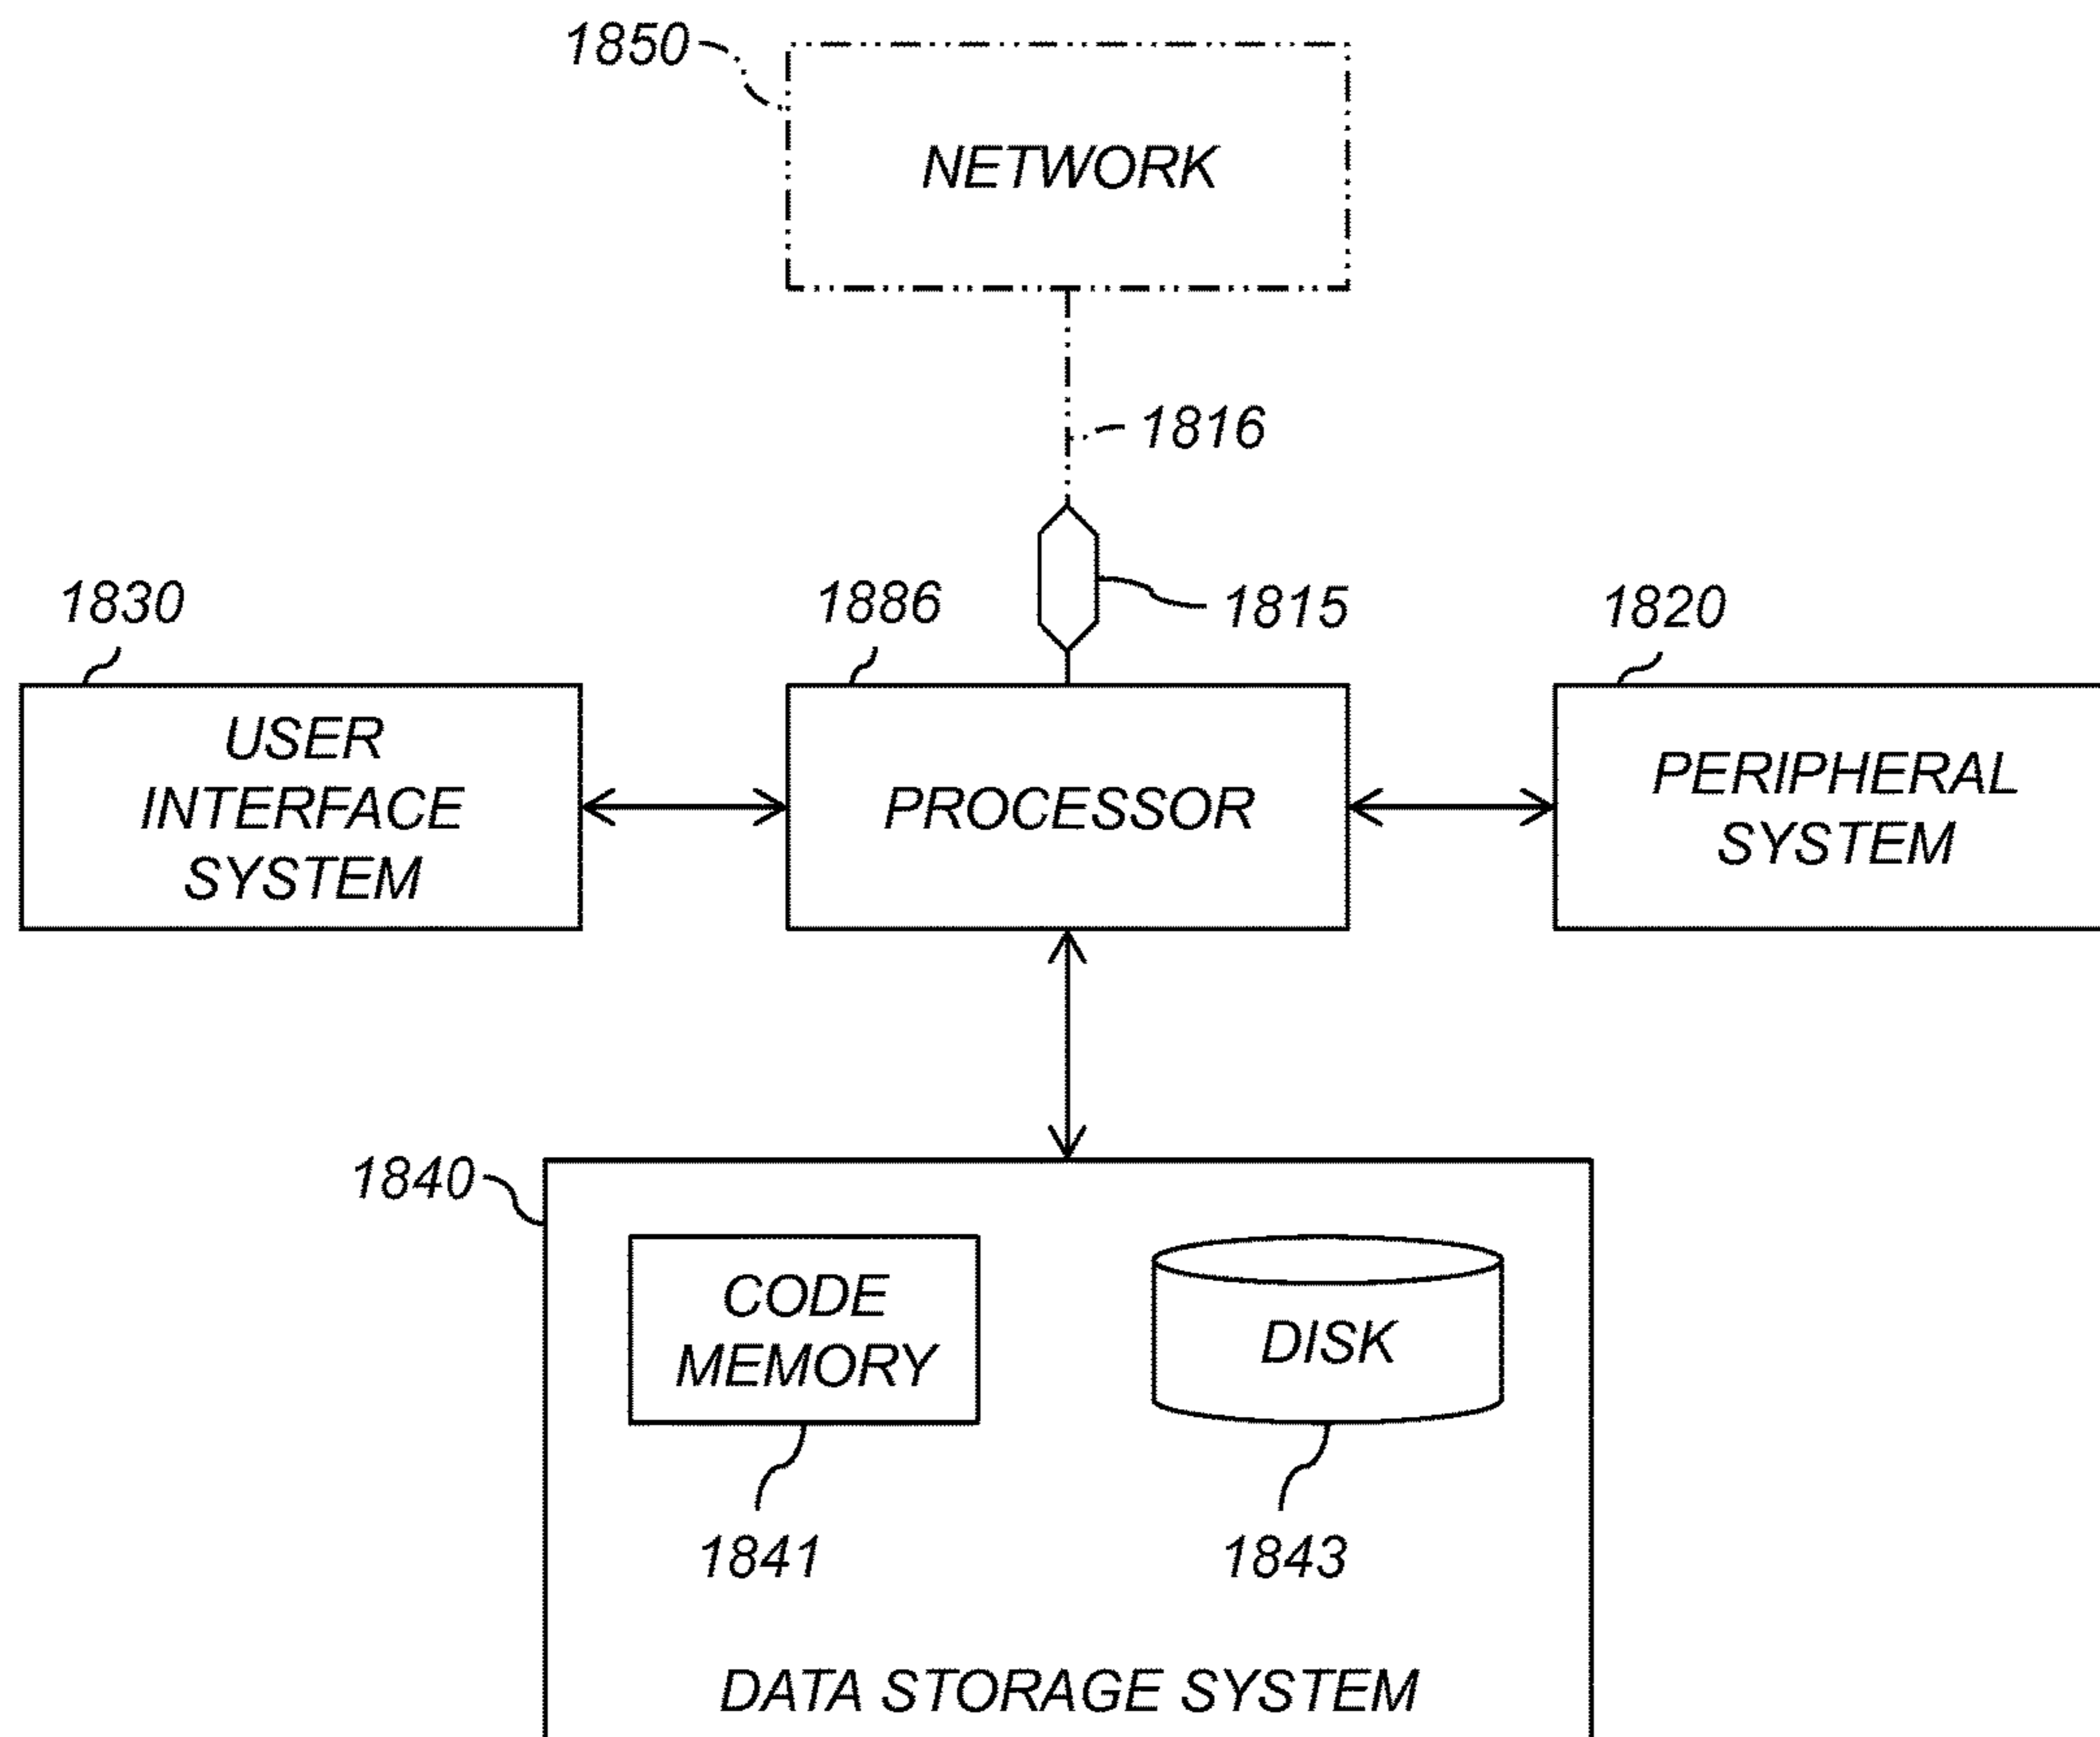 1850
NETWORK
1816
1815
1830
1886
1820
USER
INTERFACE
SYSTEM
PROCESSOR
PERIPHERAL
SYSTEM
1840
CODE
MEMORY
DISK
1841
1843
DATA STORAGE SYSTEM